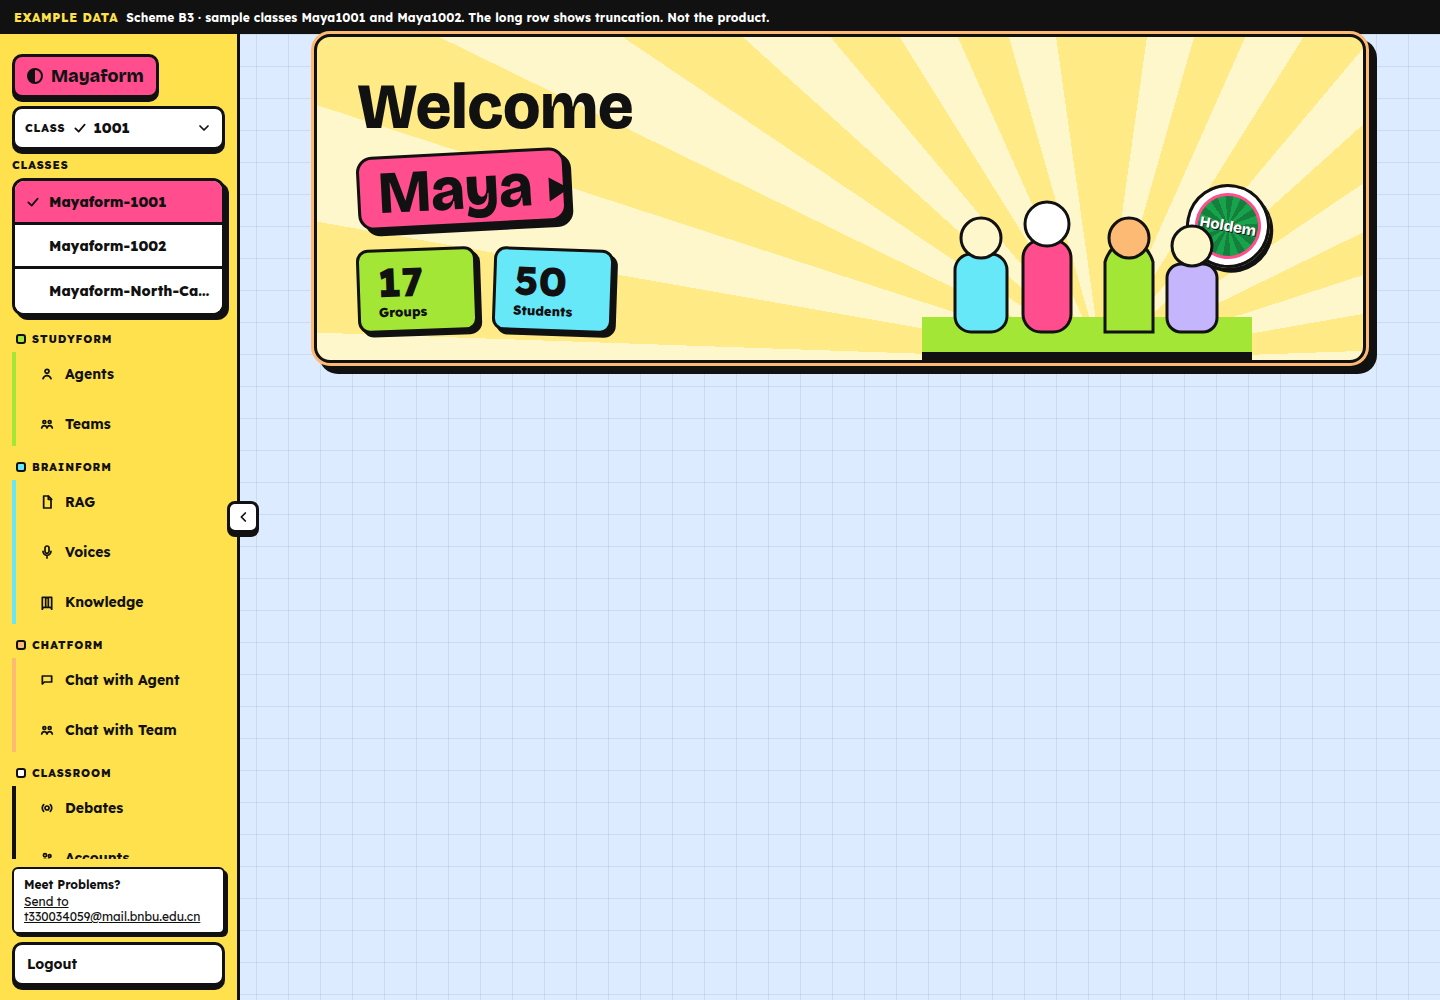 EXAMPLE DATA Scheme B3 · sample classes Maya1001 and Maya1002. The long row shows truncation. Not the product.
Mayaform
CLASS 1001
CLASSES
Mayaform-1001
Mayaform-1002
Mayaform-North-Ca...
STUDYFORM
Agents
Teams
BRAINFORM
RAG
Voices
Knowledge
CHATFORM
Chat with Agent
Chat with Team
CLASSROOM
Debates
Accounts
Meet Problems?
Send to
t330034059@mail.bnbu.edu.cn
Logout
Welcome
Maya
17
Groups
50
Students
Holdem